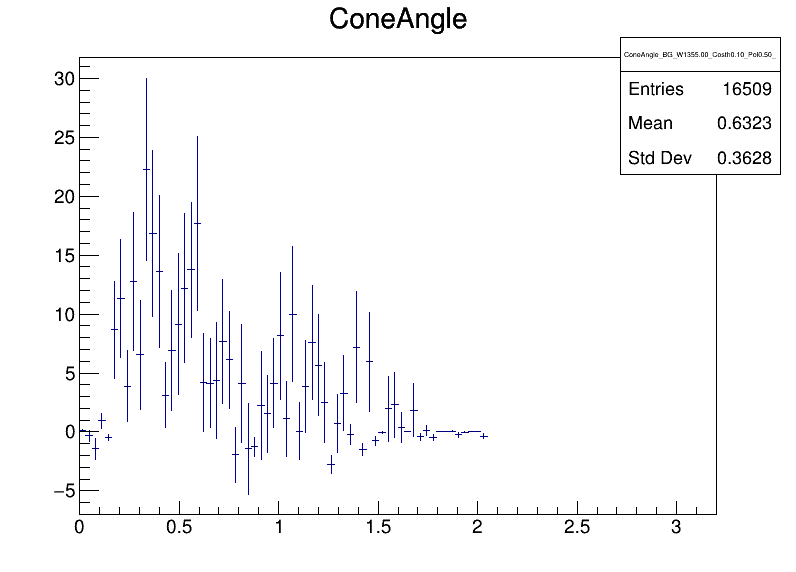 ConeAngle
ConeAngle_BG_W1355.00_Costh0.10_Pol0.50_
Entries 16509
Mean 0.6323
Std Dev 0.3628
30
25
20
15
10
5
0
−5
0 0.5 1 1.5 2 2.5 3